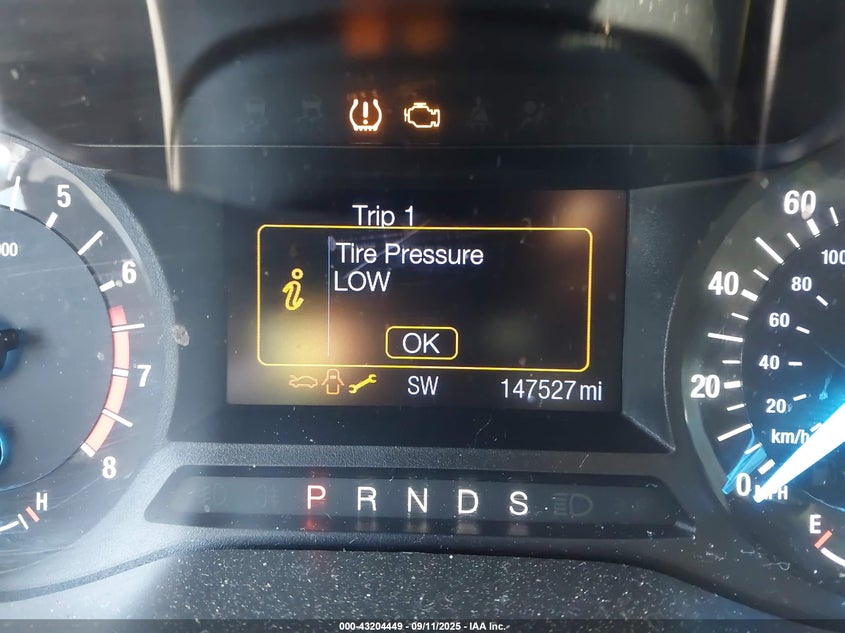 Trip 1
Tire Pressure
LOW
i
OK
SW 147527 mi
5
6
7
8
H
P R N D S
60
40
20
0 MPH
100
80
60
40
20
km/h
E
000-43204449 - 09/11/2025 - IAA Inc.